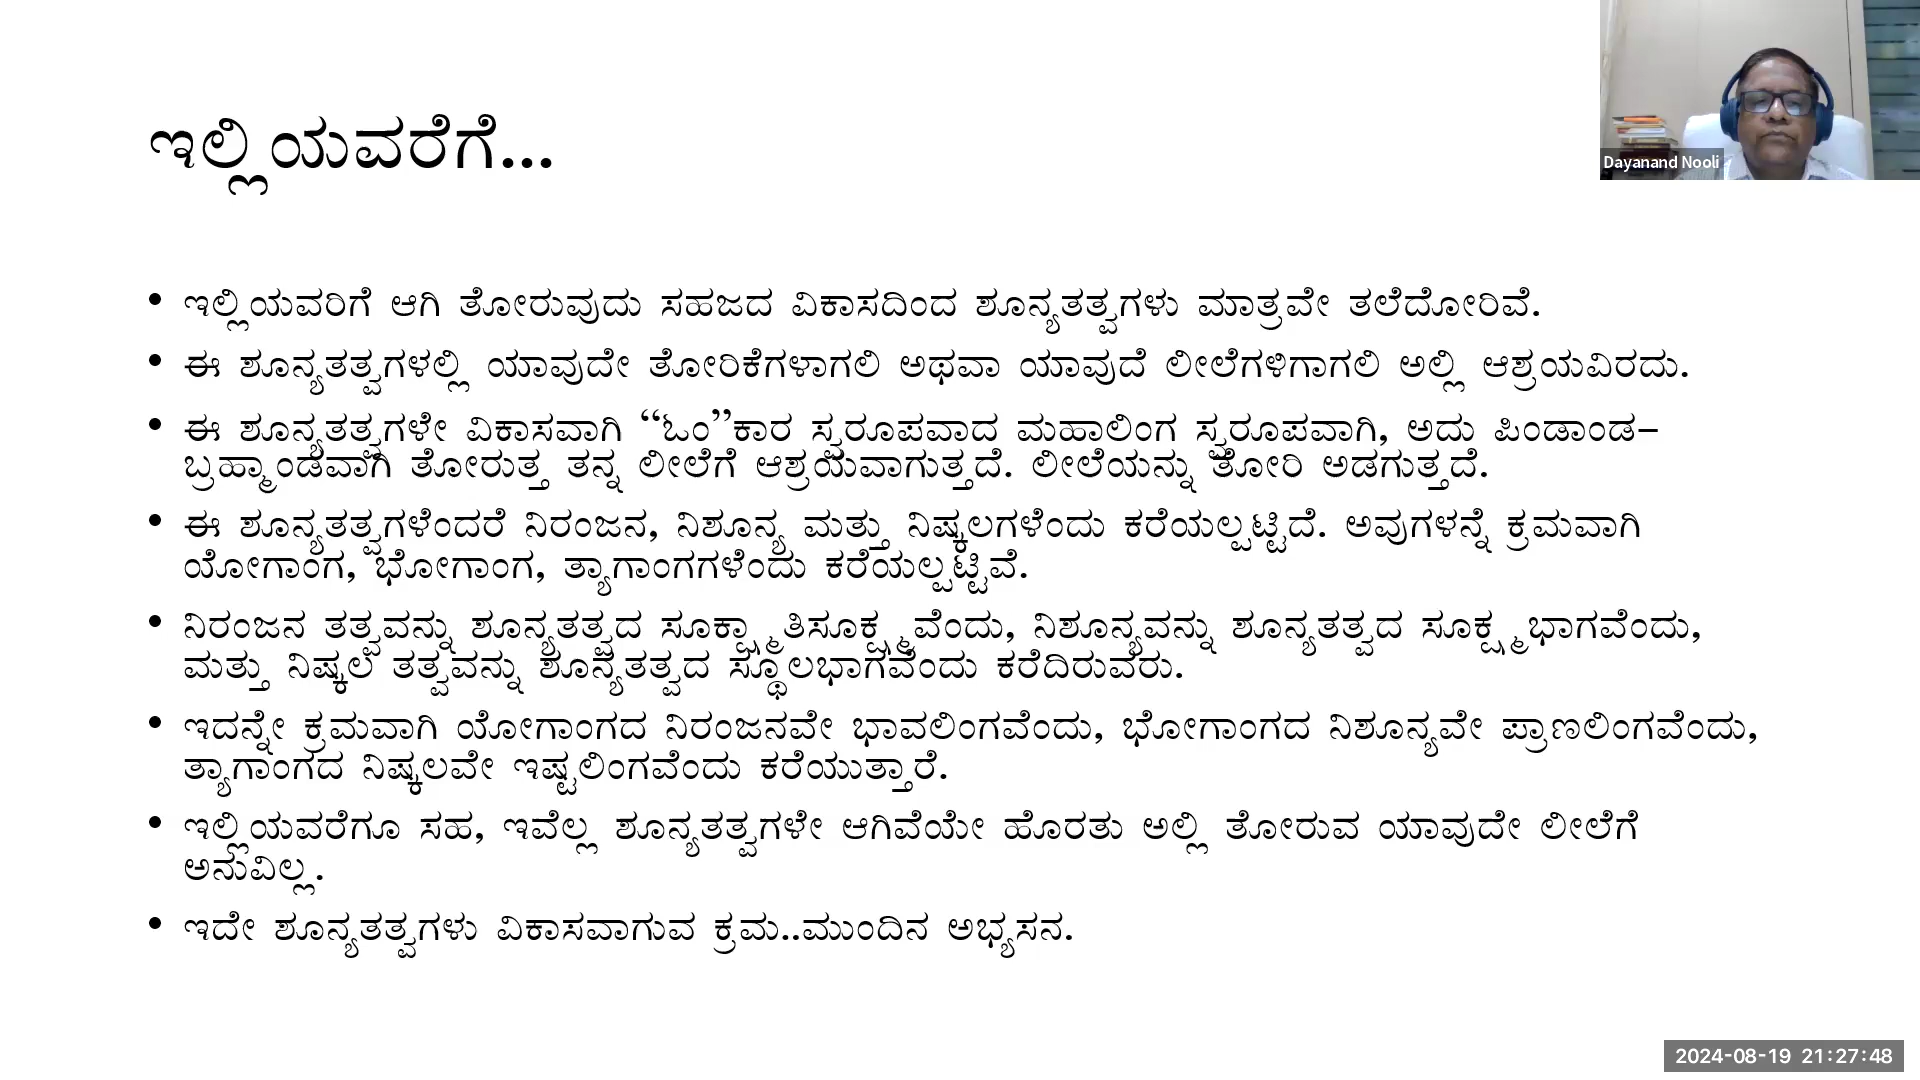 ಇಲ್ಲಿಯವರೆಗೆ...
Dayanand Nooli
• ಇಲ್ಲಿಯವರಿಗೆ ಆಗಿ ತೋರುವುದು ಸಹಜದ ವಿಕಾಸದಿಂದ ಶೂನ್ಯತತ್ವಗಳು ಮಾತ್ರವೇ ತಲೆದೋರಿವೆ.
• ಈ ಶೂನ್ಯತತ್ವಗಳಲ್ಲಿ ಯಾವುದೇ ತೋರಿಕೆಗಳಾಗಲಿ ಅಥವಾ ಯಾವುದೆ ಲೀಲೆಗಳಿಗಾಗಲಿ ಅಲ್ಲಿ ಆಶ್ರಯವಿರದು.
• ಈ ಶೂನ್ಯತತ್ವಗಳೇ ವಿಕಾಸವಾಗಿ “ಓಂ”ಕಾರ ಸ್ವರೂಪವಾದ ಮಹಾಲಿಂಗ ಸ್ವರೂಪವಾಗಿ, ಅದು ಪಿಂಡಾಂಡ–
ಬ್ರಹ್ಮಾಂಡವಾಗಿ ತೋರುತ್ತ ತನ್ನ ಲೀಲೆಗೆ ಆಶ್ರಯವಾಗುತ್ತದೆ. ಲೀಲೆಯನ್ನು ತೋರಿ ಅಡಗುತ್ತದೆ.
• ಈ ಶೂನ್ಯತತ್ವಗಳೆಂದರೆ ನಿರಂಜನ, ನಿಶೂನ್ಯ ಮತ್ತು ನಿಷ್ಕಲಗಳೆಂದು ಕರೆಯಲ್ಪಟ್ಟಿದೆ. ಅವುಗಳನ್ನೆ ಕ್ರಮವಾಗಿ
ಯೋಗಾಂಗ, ಭೋಗಾಂಗ, ತ್ಯಾಗಾಂಗಗಳೆಂದು ಕರೆಯಲ್ಪಟ್ಟಿವೆ.
• ನಿರಂಜನ ತತ್ವವನ್ನು ಶೂನ್ಯತತ್ವದ ಸೂಕ್ಷ್ಮಾತಿಸೂಕ್ಷ್ಮವೆಂದು, ನಿಶೂನ್ಯವನ್ನು ಶೂನ್ಯತತ್ವದ ಸೂಕ್ಷ್ಮಭಾಗವೆಂದು,
ಮತ್ತು ನಿಷ್ಕಲ ತತ್ವವನ್ನು ಶೂನ್ಯತತ್ವದ ಸ್ಥೂಲಭಾಗವೆಂದು ಕರೆದಿರುವರು.
• ಇದನ್ನೇ ಕ್ರಮವಾಗಿ ಯೋಗಾಂಗದ ನಿರಂಜನವೇ ಭಾವಲಿಂಗವೆಂದು, ಭೋಗಾಂಗದ ನಿಶೂನ್ಯವೇ ಪ್ರಾಣಲಿಂಗವೆಂದು,
ತ್ಯಾಗಾಂಗದ ನಿಷ್ಕಲವೇ ಇಷ್ಟಲಿಂಗವೆಂದು ಕರೆಯುತ್ತಾರೆ.
• ಇಲ್ಲಿಯವರೆಗೂ ಸಹ, ಇವೆಲ್ಲ ಶೂನ್ಯತತ್ವಗಳೇ ಆಗಿವೆಯೇ ಹೊರತು ಅಲ್ಲಿ ತೋರುವ ಯಾವುದೇ ಲೀಲೆಗೆ
ಅನುವಿಲ್ಲ.
• ಇದೇ ಶೂನ್ಯತತ್ವಗಳು ವಿಕಾಸವಾಗುವ ಕ್ರಮ..ಮುಂದಿನ ಅಭ್ಯಸನ.
2024-08-19 21:27:48